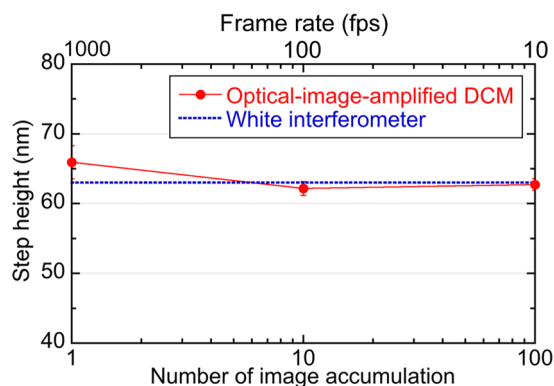 Frame rate (fps)
1000 100 10
80
Optical-image-amplified DCM
White interferometer
70
Step height (nm)
60
50
40
1 10 100
Number of image accumulation